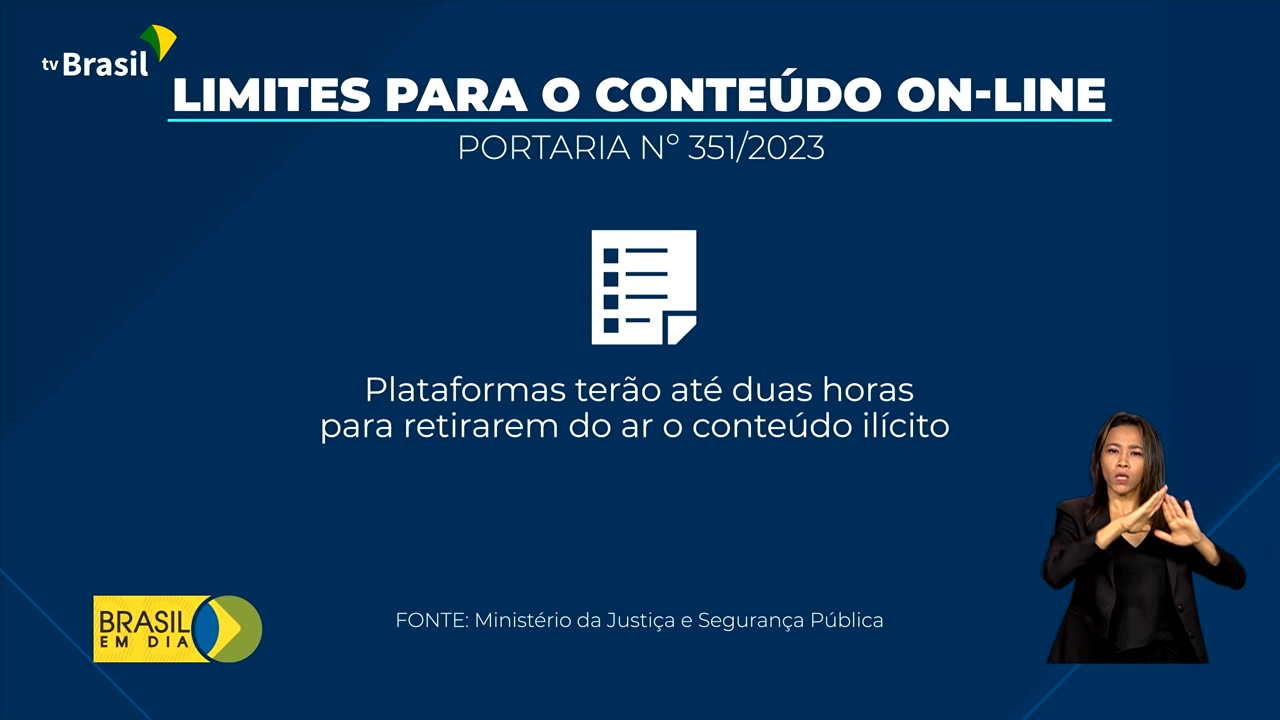 tv Brasil
LIMITES PARA O CONTEÚDO ON-LINE
PORTARIA Nº 351/2023
Plataformas terão até duas horas
para retirarem do ar o conteúdo ilícito
BRASIL
EM DIA
FONTE: Ministério da Justiça e Segurança Pública